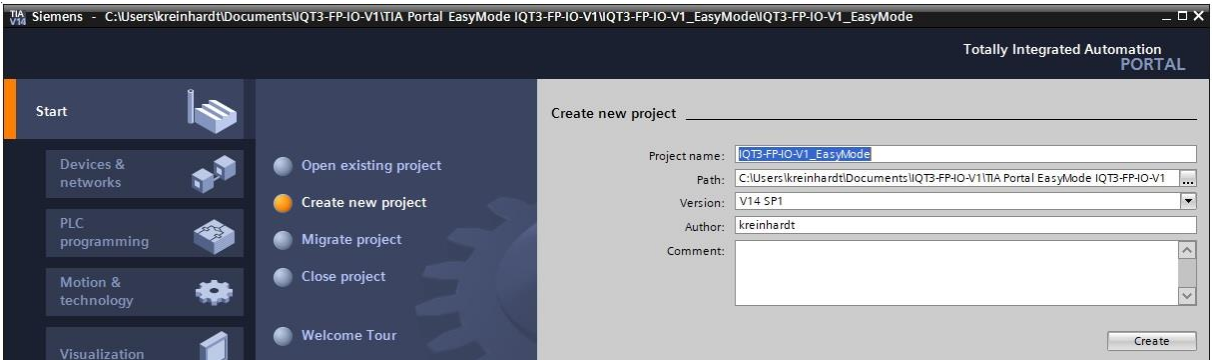 TIA V14 Siemens - C:\Users\kreinhardt\Documents\IQT3-FP-IO-V1\TIA Portal EasyMode IQT3-FP-IO-V1\IQT3-FP-IO-V1_EasyMode\IQT3-FP-IO-V1_EasyMode
Totally Integrated Automation
PORTAL
Start
Devices &
networks
PLC
programming
Motion &
technology
Visualization
Open existing project
Create new project
Migrate project
Close project
Welcome Tour
Create new project
Project name: IQT3-FP-IO-V1_EasyMode
Path: C:\Users\kreinhardt\Documents\IQT3-FP-IO-V1\TIA Portal EasyMode IQT3-FP-IO-V1 ...
Version: V14 SP1
Author: kreinhardt
Comment:
Create